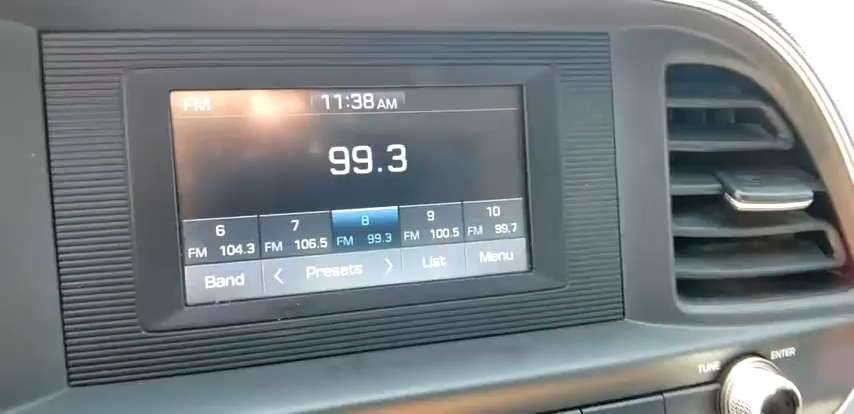 FM 11:38 AM
99.3
6 7 8 9 10
FM 104.3 FM 106.5 FM 99.3 FM 100.5 FM 99.7
Band < Presets > List Menu
TUNE ENTER